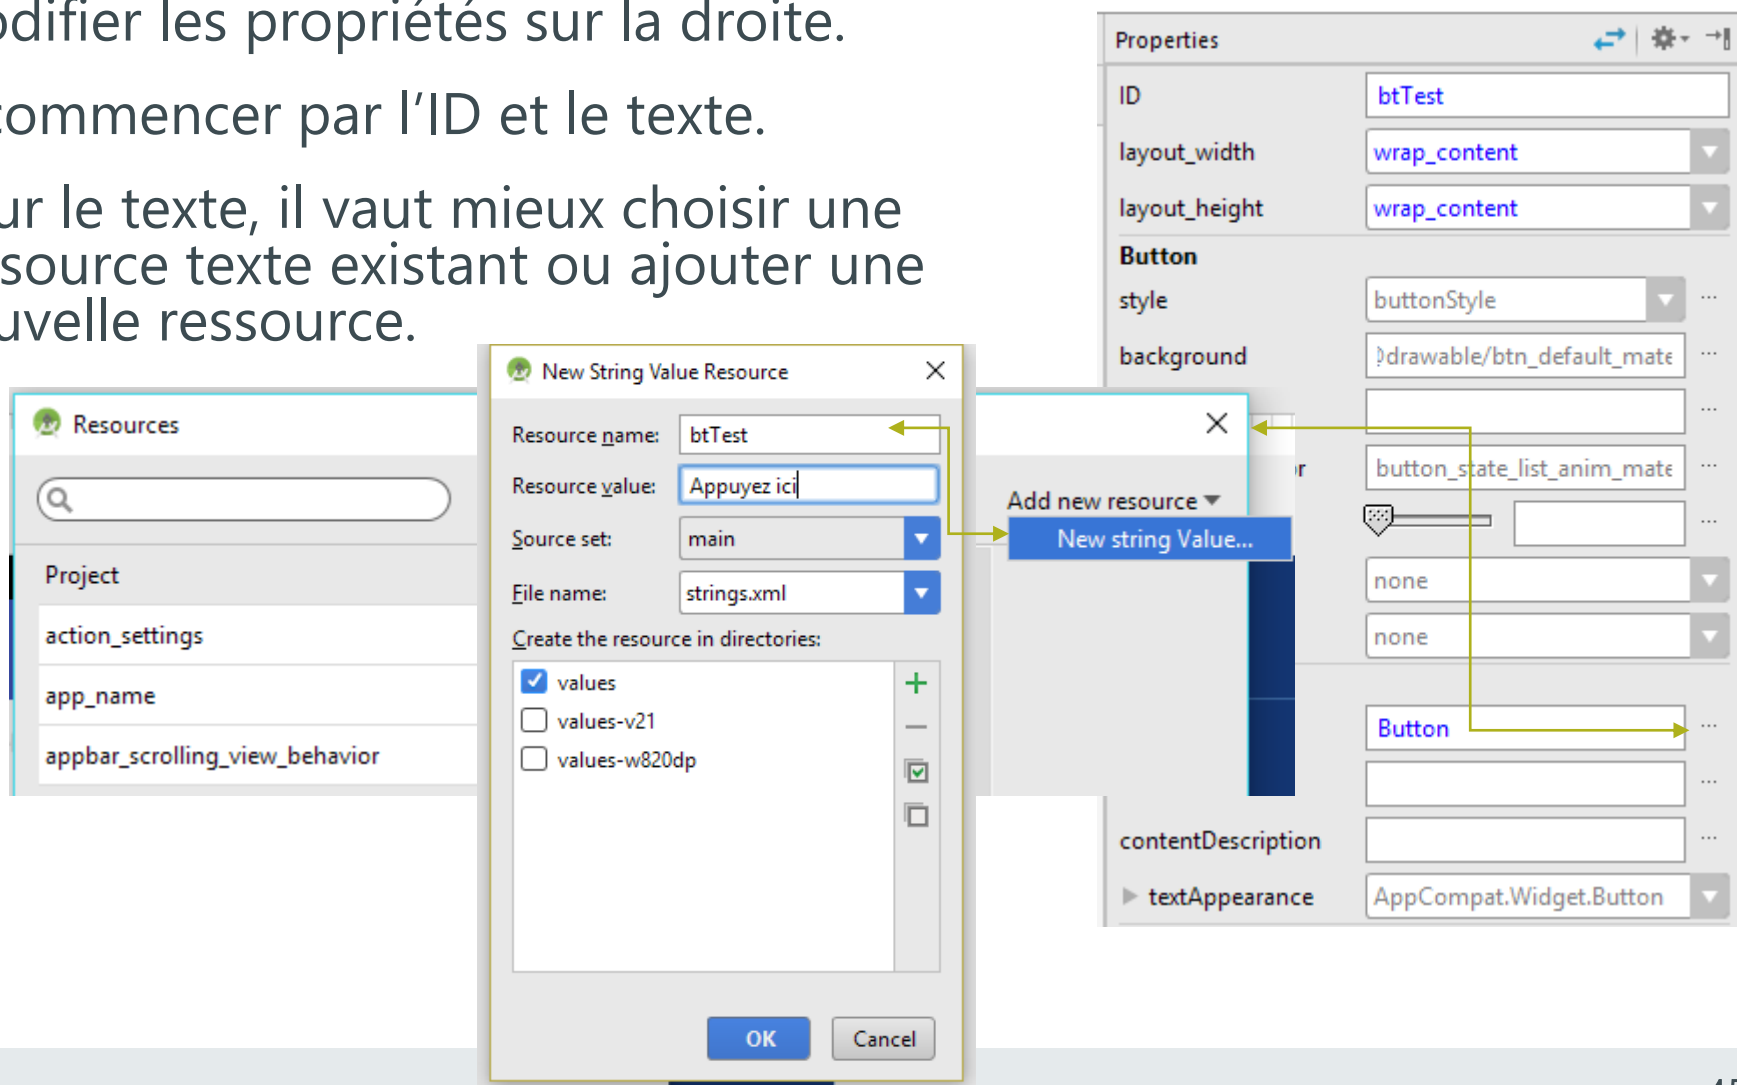 odifier les propriétés sur la droite.
commencer par l'ID et le texte.
ur le texte, il vaut mieux choisir une
source texte existant ou ajouter une
uvelle ressource.
Resources
Project
action_settings
app_name
appbar_scrolling_view_behavior
New String Value Resource
Resource name: btTest
Resource value: Appuyez ici
Source set: main
File name: strings.xml
Create the resource in directories:
values
values-v21
values-w820dp
OK Cancel
Add new resource
New string Value...
Properties
ID btTest
layout_width wrap_content
layout_height wrap_content
Button
style buttonStyle ...
background drawable/btn_default_mate ...
...
r button_state_list_anim_mate ...
...
none
none
Button ...
...
contentDescription ...
textAppearance AppCompat.Widget.Button